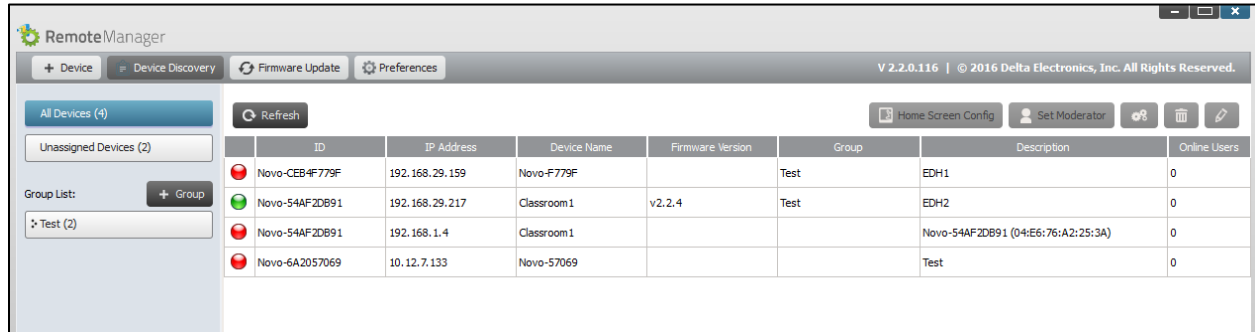 RemoteManager
+ Device Device Discovery Firmware Update Preferences V 2.2.0.116 | © 2016 Delta Electronics, Inc. All Rights Reserved.
All Devices (4)
Unassigned Devices (2)
Group List: + Group
Test (2)
Refresh Home Screen Config Set Moderator
ID IP Address Device Name Firmware Version Group Description Online Users
Novo-CEB4F779F 192.168.29.159 Novo-F779F Test EDH1 0
Novo-54AF2DB91 192.168.29.217 Classroom1 v2.2.4 Test EDH2 0
Novo-54AF2DB91 192.168.1.4 Classroom1 Novo-54AF2DB91 (04:E6:76:A2:25:3A) 0
Novo-6A2057069 10.12.7.133 Novo-57069 Test 0